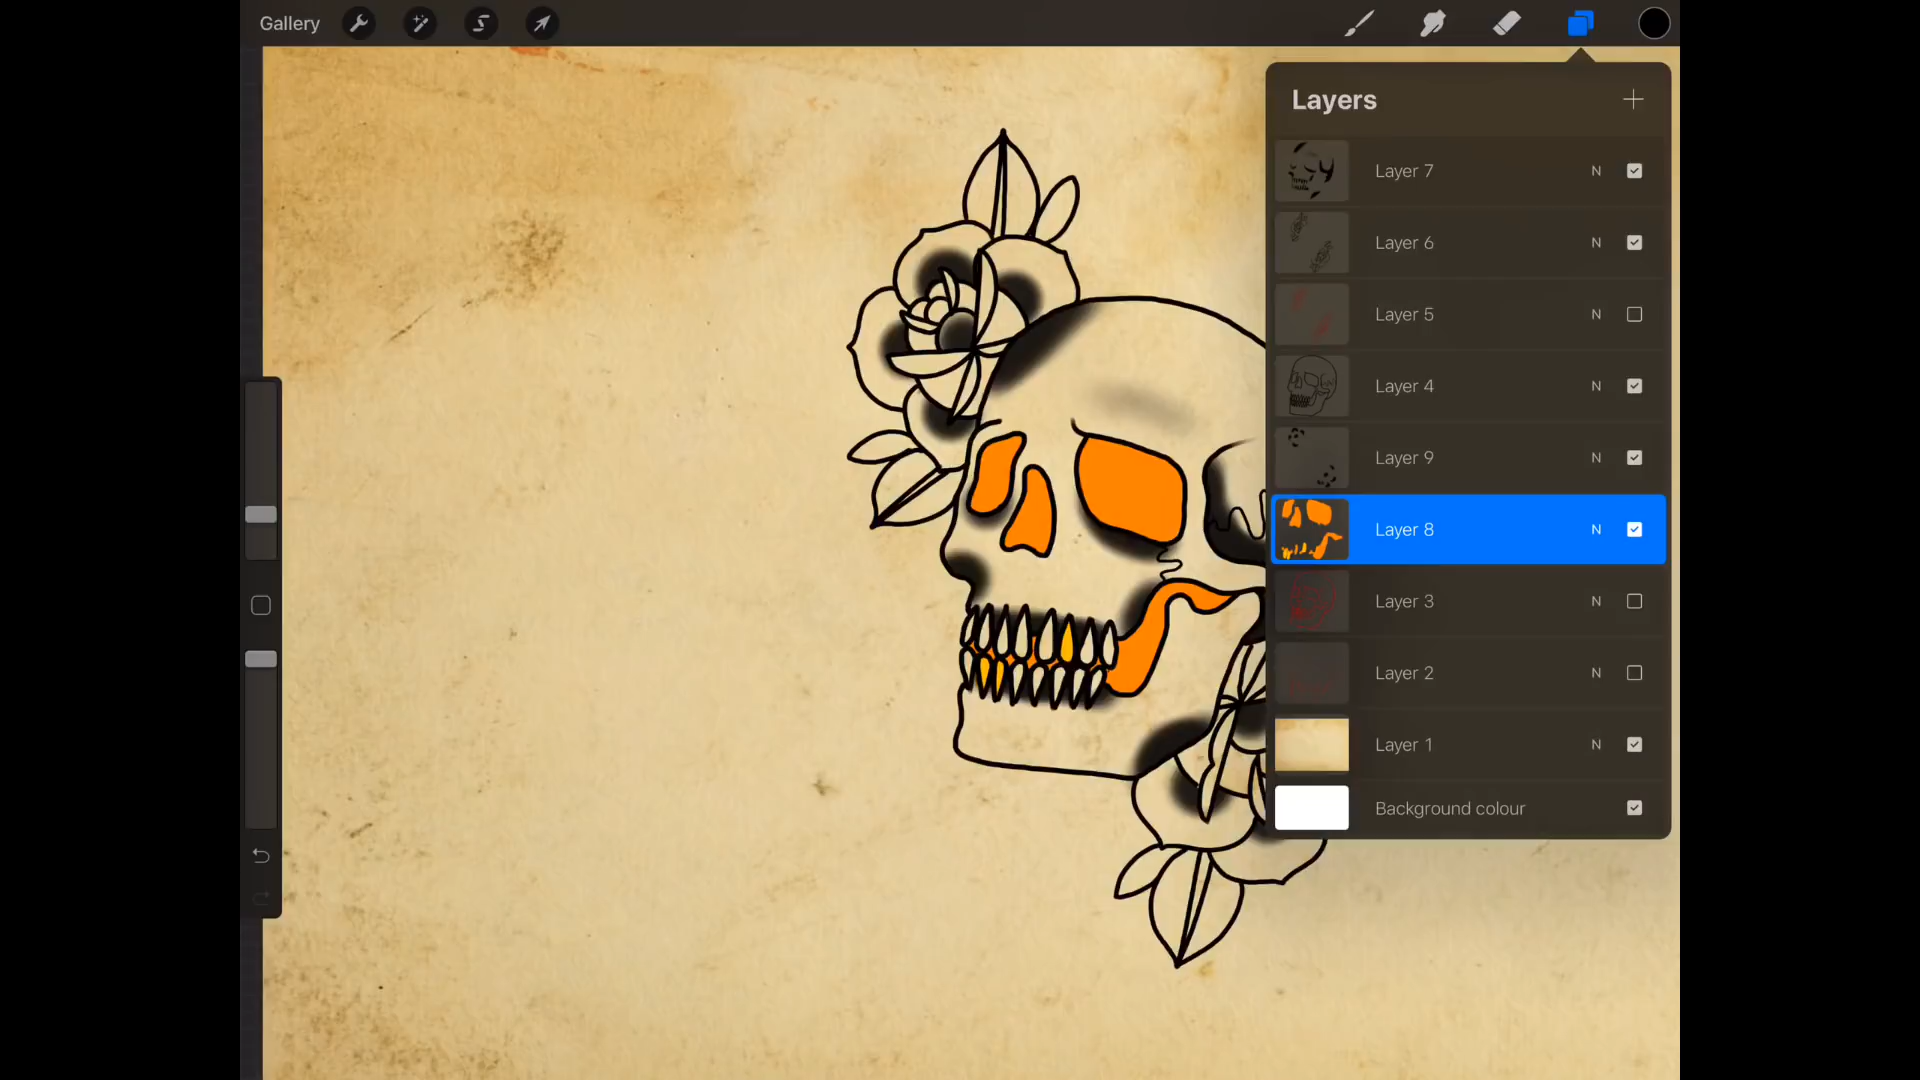 Gallery
Layers
Layer 7 N
Layer 6 N
Layer 5 N
Layer 4 N
Layer 9 N
Layer 8 N
Layer 3 N
Layer 2 N
Layer 1 N
Background colour